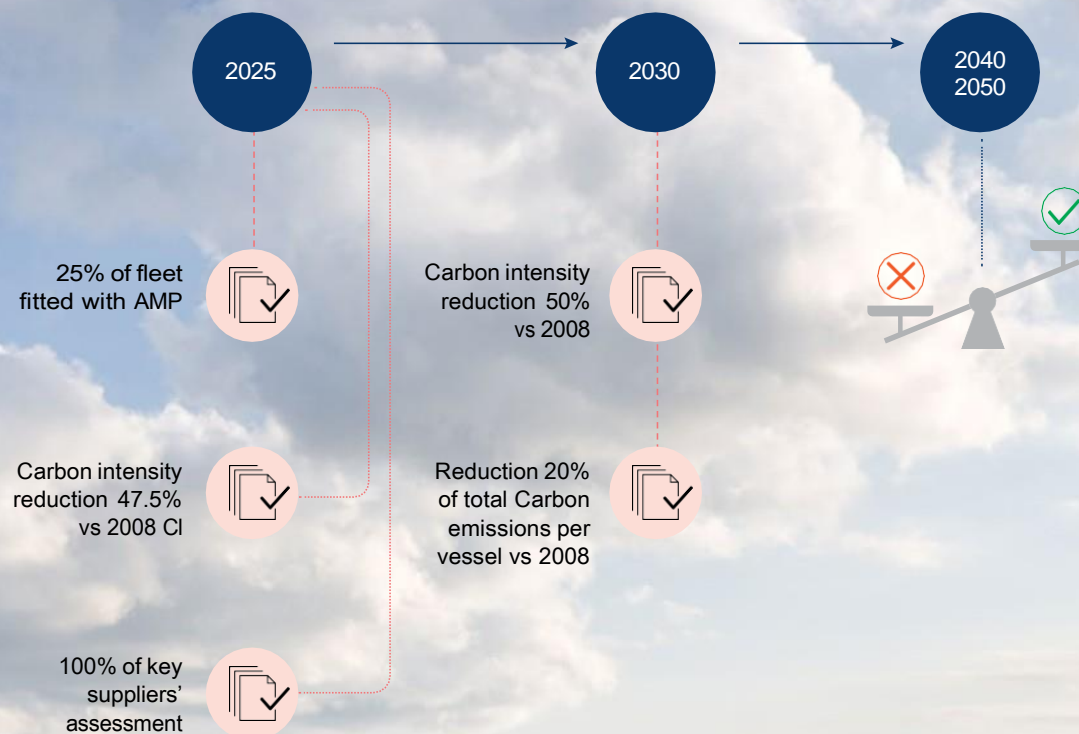 2025
2030
2040
2050
25% of fleet
fitted with AMP
Carbon intensity
reduction 50%
vs 2008
Carbon intensity
reduction 47.5%
vs 2008 CI
Reduction 20%
of total Carbon
emissions per
vessel vs 2008
100% of key
suppliers’
assessment